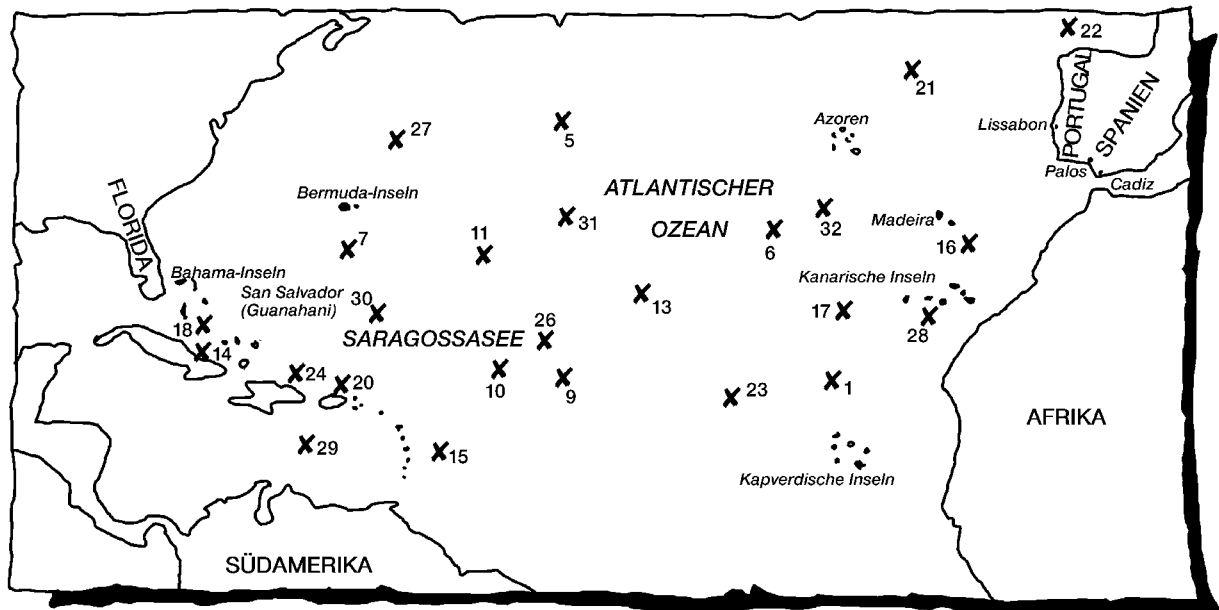 22
21
PORTUGAL
SPANIEN
Azoren
Lissabon
27
5
Palos
Cadiz
FLORIDA
Bermuda-Inseln
ATLANTISCHER
OZEAN
31
32
Madeira
7
11
6
16
Bahama-Inseln
San Salvador
(Guanahani)
Kanarische Inseln
30
13
17
28
18
SARAGOSSASEE
26
14
24
20
10
9
23
1
AFRIKA
29
15
Kapverdische Inseln
SÜDAMERIKA